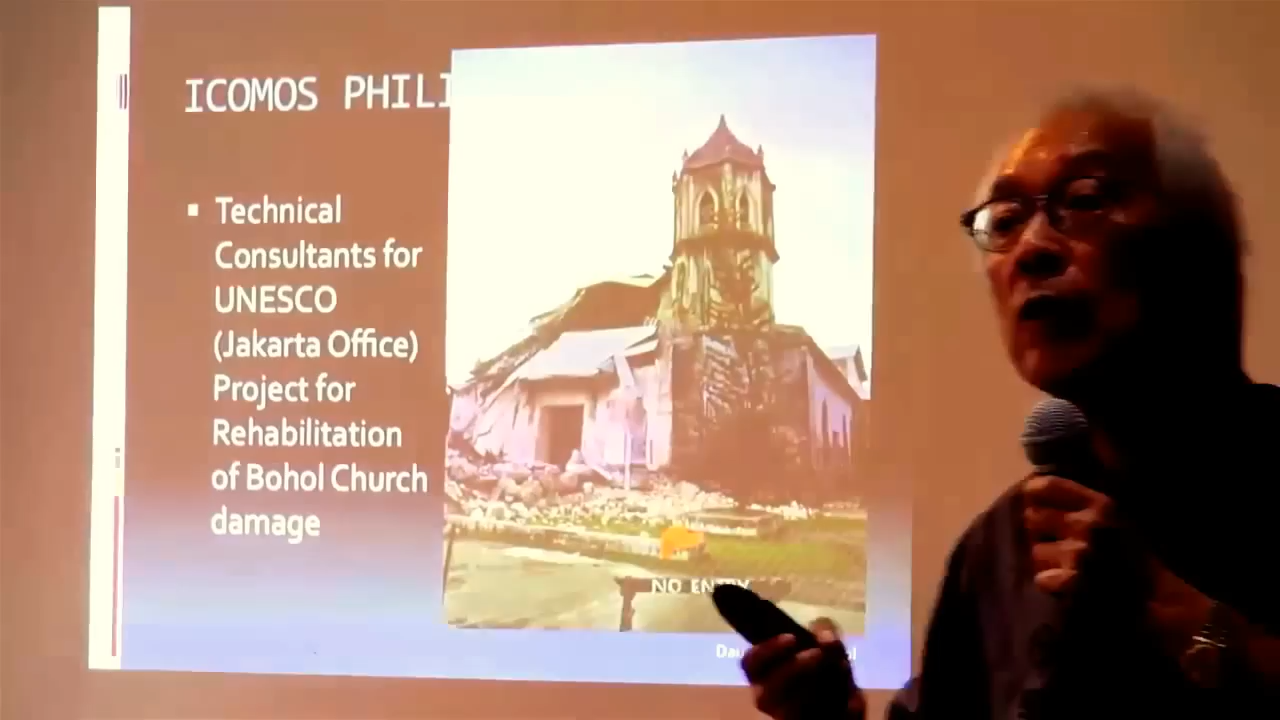 ICOMOS PHILI
Technical
Consultants for
UNESCO
(Jakarta Office)
Project for
Rehabilitation
of Bohol Church
damage
NO ENTRY